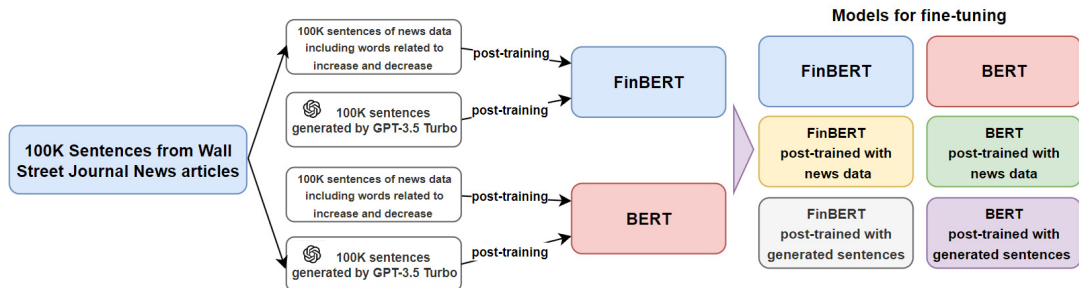 100K Sentences from Wall
Street Journal News articles
100K sentences of news data
including words related to
increase and decrease
100K sentences
generated by GPT-3.5 Turbo
100K sentences of news data
including words related to
increase and decrease
100K sentences
generated by GPT-3.5 Turbo
post-training
post-training
post-training
post-training
FinBERT
BERT
Models for fine-tuning
FinBERT
BERT
FinBERT
post-trained with
news data
BERT
post-trained with
news data
FinBERT
post-trained with
generated sentences
BERT
post-trained with
generated sentences